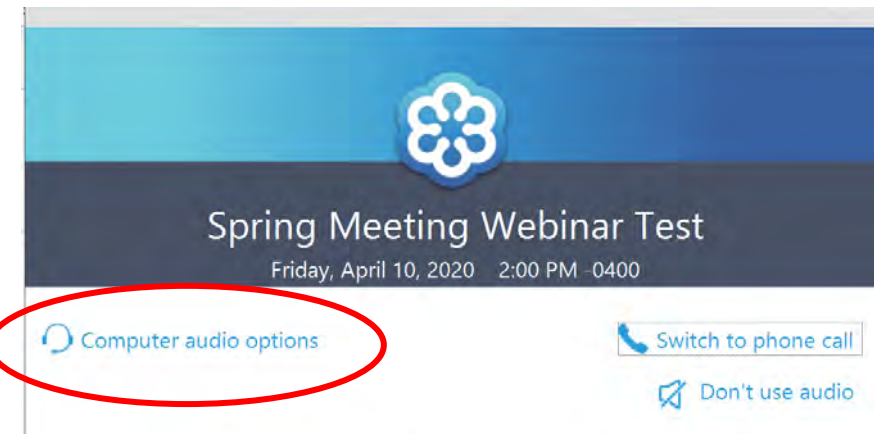 Spring Meeting Webinar Test
Friday, April 10, 2020 2:00 PM -0400
Computer audio options
Switch to phone call
Don't use audio